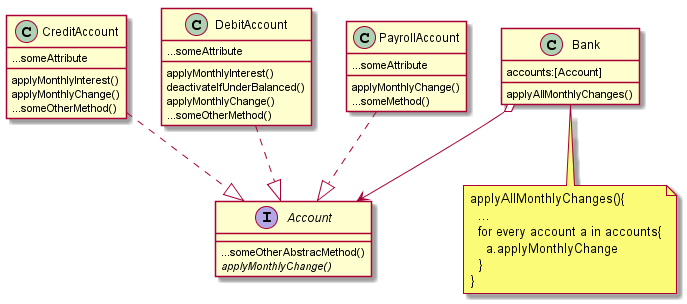 C CreditAccount
...someAttribute
applyMonthlyInterest()
applyMonthlyChange()
...someOtherMethod()
C DebitAccount
...someAttribute
applyMonthlyInterest()
deactivateIfUnderBalanced()
applyMonthlyChange()
...someOtherMethod()
C PayrollAccount
...someAttribute
applyMonthlyChange()
...someMethod()
C Bank
accounts:[Account]
applyAllMonthlyChanges()
I Account
...someOtherAbstracMethod()
applyMonthlyChange()
applyAllMonthlyChanges(){
...
for every account a in accounts{
a.applyMonthlyChange
}
}